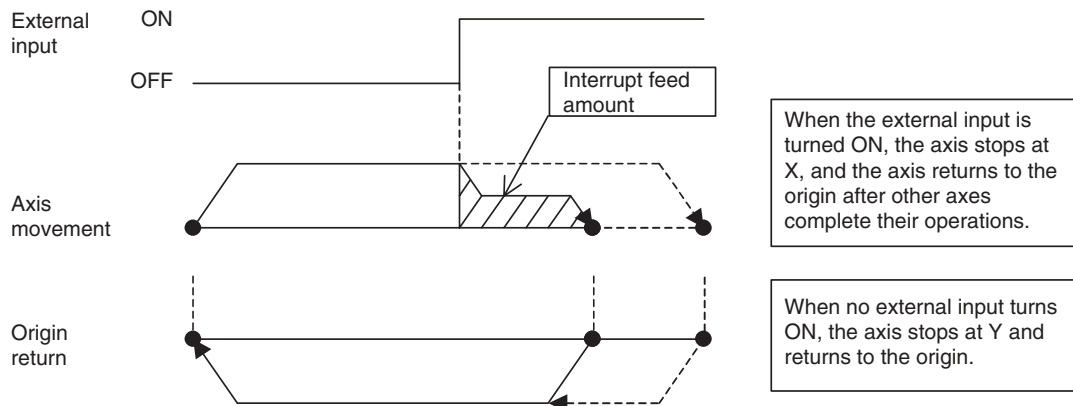 External
input
ON
OFF
Interrupt feed
amount
When the external input is
turned ON, the axis stops at
X, and the axis returns to the
origin after other axes
complete their operations.
Axis
movement
When no external input turns
ON, the axis stops at Y and
returns to the origin.
Origin
return